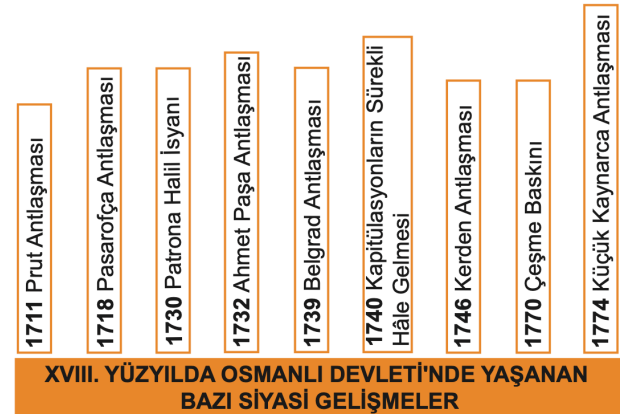 1711 Prut Antlaşması
1718 Pasarofça Antlaşması
1730 Patrona Halil İsyanı
1732 Ahmet Paşa Antlaşması
1739 Belgrad Antlaşması
1740 Kapitülasyonların Sürekli
Hâle Gelmesi
1746 Kerden Antlaşması
1770 Çeşme Baskını
1774 Küçük Kaynarca Antlaşması
XVIII. YÜZYILDA OSMANLI DEVLETİ'NDE YAŞANAN
BAZI SİYASİ GELİŞMELER